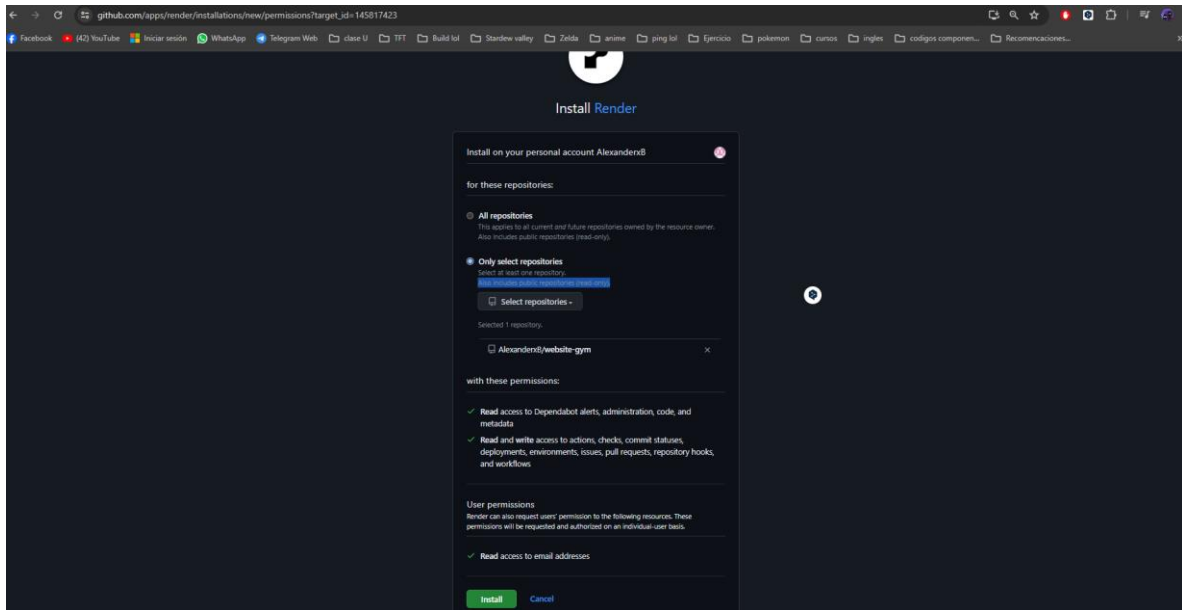 github.com/apps/render/installations/new/permissions?target_id=145817423
Facebook (42) YouTube Iniciar sesión WhatsApp Telegram Web clase U TFT Build lol Stardew valley Zelda anime ping lol Ejercicio pokemon cursos ingles codigos componen... Recomencaciones...
Install Render
Install on your personal account AlexanderxB
for these repositories:
All repositories
This applies to all current and future repositories owned by the resource owner.
Also includes public repositories (read-only).
Only select repositories
Select at least one repository.
Also includes public repositories (read-only).
Select repositories
Selected 1 repository.
AlexanderxB/website-gym
with these permissions:
Read access to Dependabot alerts, administration, code, and
metadata
Read and write access to actions, checks, commit statuses,
deployments, environments, issues, pull requests, repository hooks,
and workflows
User permissions
Render can also request users' permission to the following resources. These
permissions will be requested and authorized on an individual-user basis.
Read access to email addresses
Install Cancel